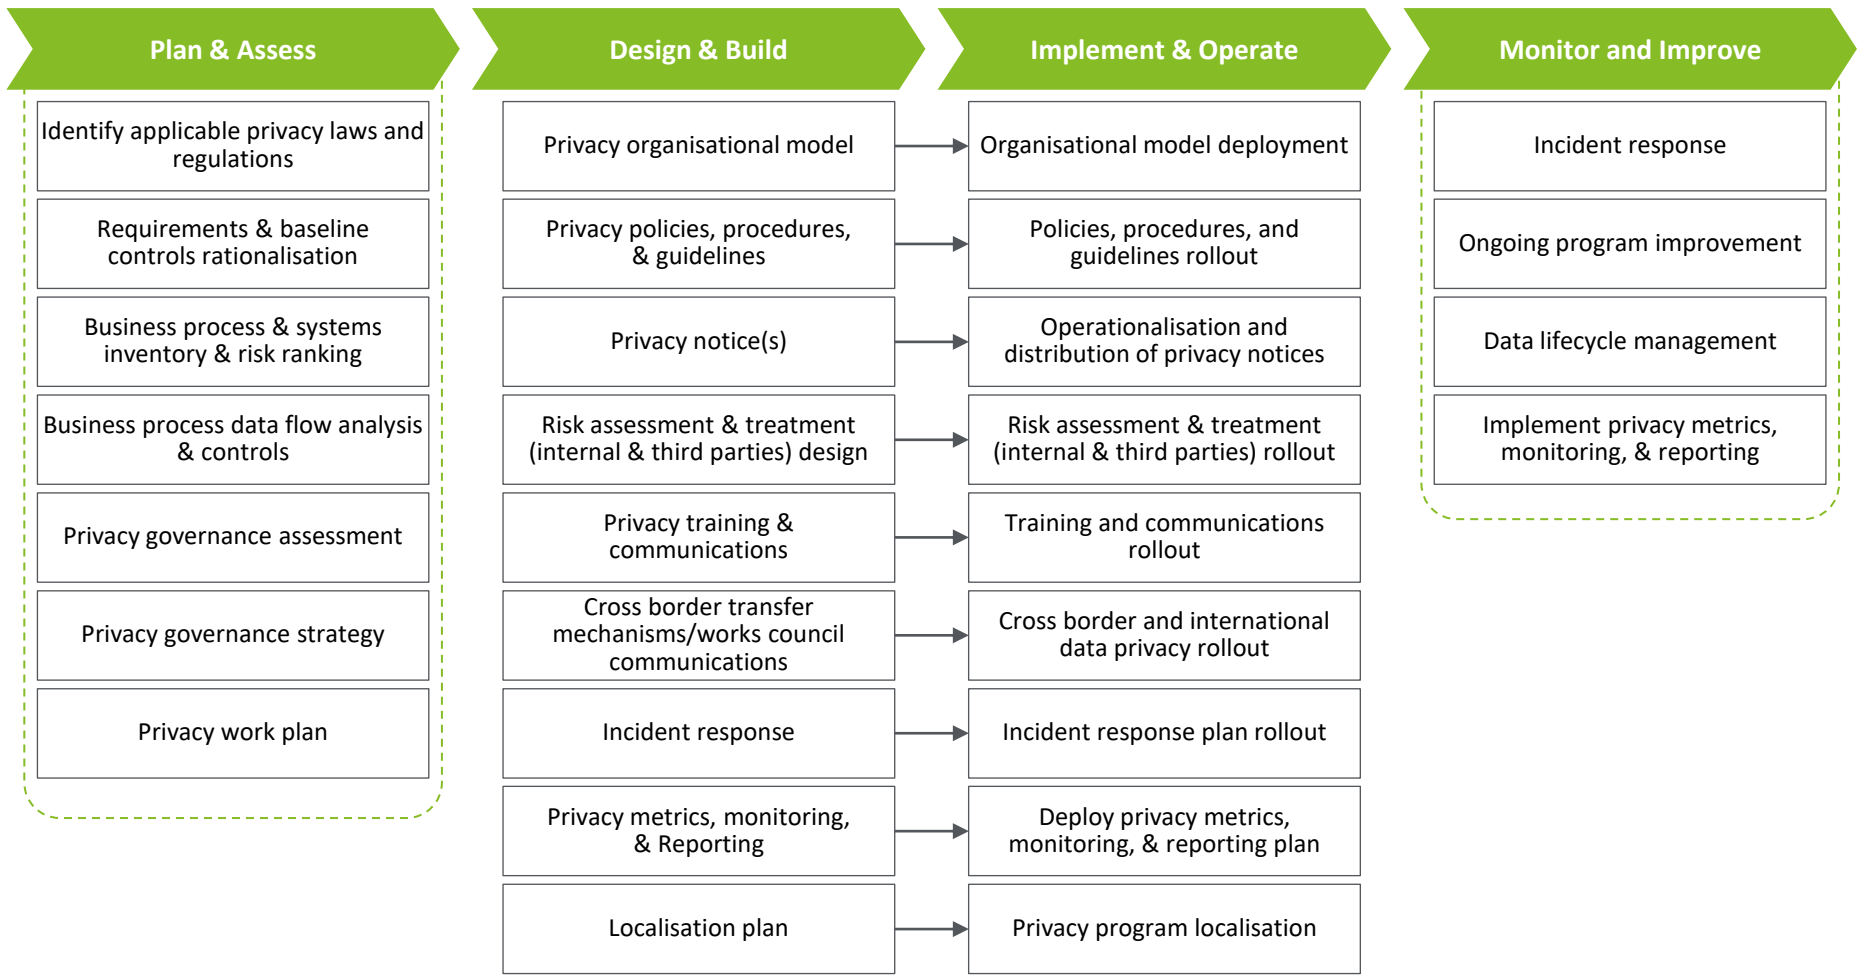 Plan & Assess
Identify applicable privacy laws and
regulations
Requirements & baseline
controls rationalisation
Business process & systems
inventory & risk ranking
Business process data flow analysis
& controls
Privacy governance assessment
Privacy governance strategy
Privacy work plan
Design & Build
Privacy organisational model
Privacy policies, procedures,
& guidelines
Privacy notice(s)
Risk assessment & treatment
(internal & third parties) design
Privacy training &
communications
Cross border transfer
mechanisms/works council
communications
Incident response
Privacy metrics, monitoring,
& Reporting
Localisation plan
Implement & Operate
Organisational model deployment
Policies, procedures, and
guidelines rollout
Operationalisation and
distribution of privacy notices
Risk assessment & treatment
(internal & third parties) rollout
Training and communications
rollout
Cross border and international
data privacy rollout
Incident response plan rollout
Deploy privacy metrics,
monitoring, & reporting plan
Privacy program localisation
Monitor and Improve
Incident response
Ongoing program improvement
Data lifecycle management
Implement privacy metrics,
monitoring, & reporting